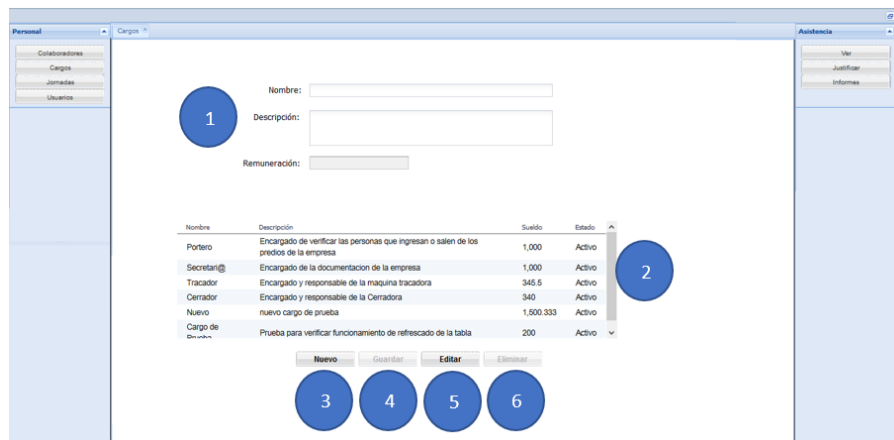 Personal
Cargos
Asistencia
Colaboradores
Cargos
Jornadas
Usuarios
Ver
Justificar
Informes
1
Nombre:
Descripción:
Remuneración:
Nombre Descripción Sueldo Estado
Portero Encargado de verificar las personas que ingresan o salen de los predios de la empresa 1,000 Activo
Secretari@ Encargado de la documentacion de la empresa 1,000 Activo
Tracador Encargado y responsable de la maquina tracadora 345.5 Activo
Cerrador Encargado y responsable de la Cerradora 340 Activo
Nuevo nuevo cargo de prueba 1,500.333 Activo
Cargo de Prueba Prueba para verificar funcionamiento de refrescado de la tabla 200 Activo
2
Nuevo Guardar Editar Eliminar
3 4 5 6